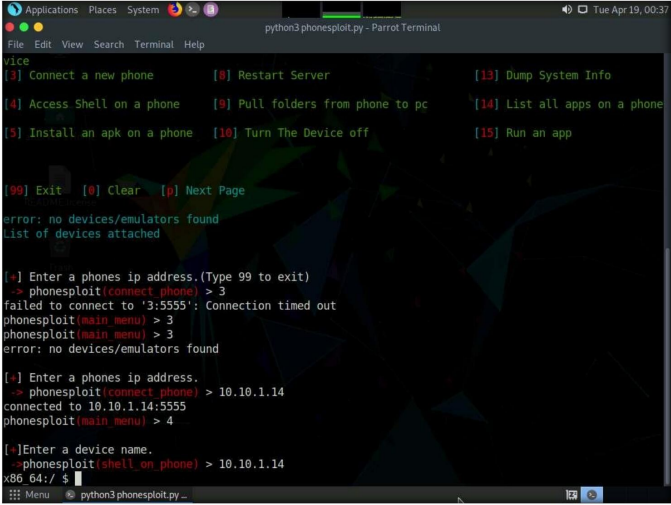 Applications Places System Tue Apr 19, 00:37
python3 phonesploit.py - Parrot Terminal
File Edit View Search Terminal Help
vice
[3] Connect a new phone [8] Restart Server [13] Dump System Info
[4] Access Shell on a phone [9] Pull folders from phone to pc [14] List all apps on a phone
[5] Install an apk on a phone [10] Turn The Device off [15] Run an app
[99] Exit [0] Clear [p] Next Page
error: no devices/emulators found
List of devices attached
[+] Enter a phones ip address.(Type 99 to exit)
-> phonesploit(connect_phone) > 3
failed to connect to '3:5555': Connection timed out
phonesploit(main_menu) > 3
phonesploit(main_menu) > 3
error: no devices/emulators found
[+] Enter a phones ip address.
-> phonesploit(connect_phone) > 10.10.1.14
connected to 10.10.1.14:5555
phonesploit(main_menu) > 4
[+]Enter a device name.
->phonesploit(shell_on_phone) > 10.10.1.14
x86_64:/ $
Menu python3 phonesploit.py ...